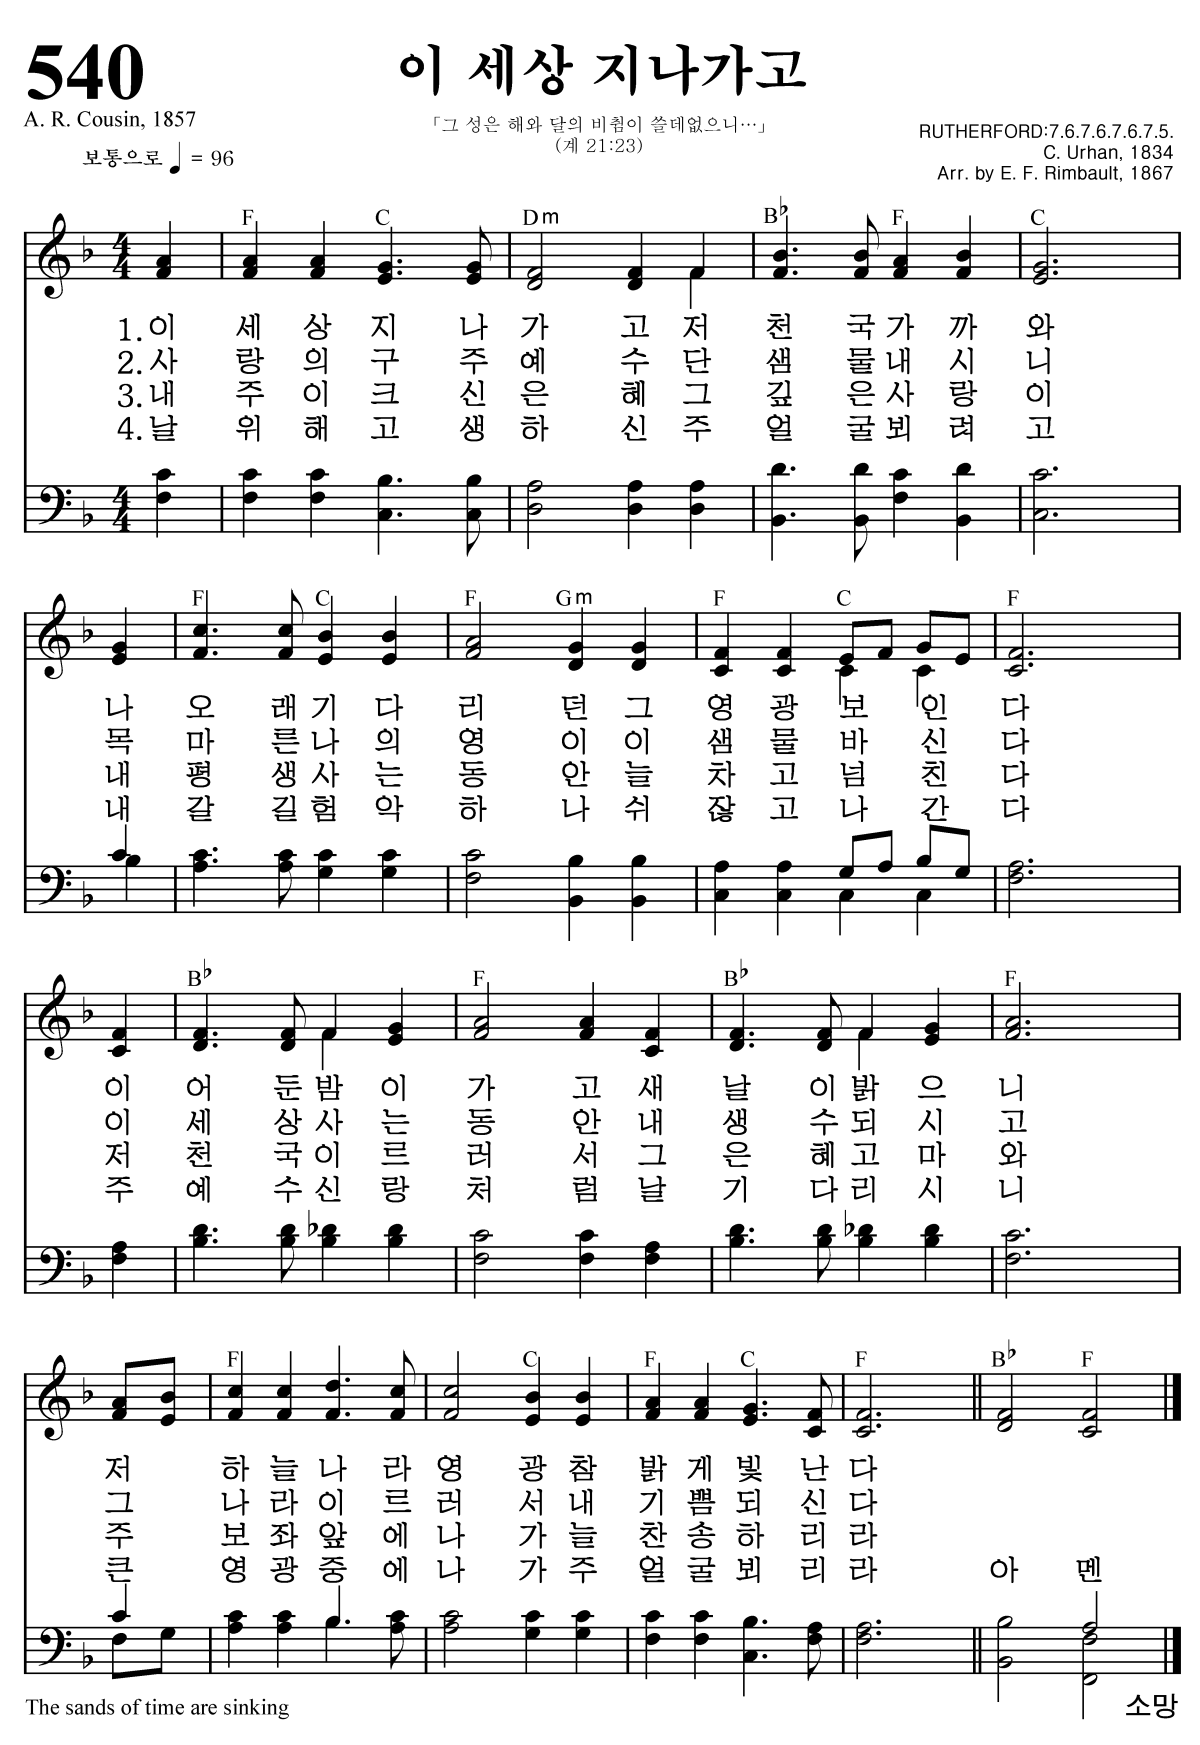 540
이 세상 지나가고
A. R. Cousin, 1857
「그 성은 해와 달의 비췸이 쓸데없으니…」
(계 21:23)
RUTHERFORD:7.6.7.6.7.6.7.5.
C. Urhan, 1834
Arr. by E. F. Rimbault, 1867
보통으로 ♩ = 96
F C Dm B♭ F C
1.이 세 상 지 나 가 고 저 천 국 가 까 와
2.사 랑 의 구 주 예 수 단 샘 물 내 시 니
3.내 주 이 크 신 은 혜 그 깊 은 사 랑 이
4.날 위 해 고 생 하 신 주 얼 굴 뵈 려 고
F C F Gm F C F
나 오 래 기 다 리 던 그 영 광 보 인 다
목 마 른 나 의 영 이 이 샘 물 바 신 다
내 평 생 사 는 동 안 늘 차 고 넘 친 다
내 갈 길 험 악 하 나 쉬 잖 고 나 간 다
B♭ F B♭ F
이 어 둔 밤 이 가 고 새 날 이 밝 으 니
이 세 상 사 는 동 안 내 생 수 되 시 고
저 천 국 이 르 러 서 그 은 혜 고 마 와
주 예 수 신 랑 처 럼 날 기 다 리 시 니
F C F C F B♭ F
저 하 늘 나 라 영 광 참 밝 게 빛 난 다
그 나 라 이 르 러 서 내 기 쁨 되 신 다
주 보 좌 앞 에 나 가 늘 찬 송 하 리 라
큰 영 광 중 에 나 가 주 얼 굴 뵈 리 라 아 멘
The sands of time are sinking
소망